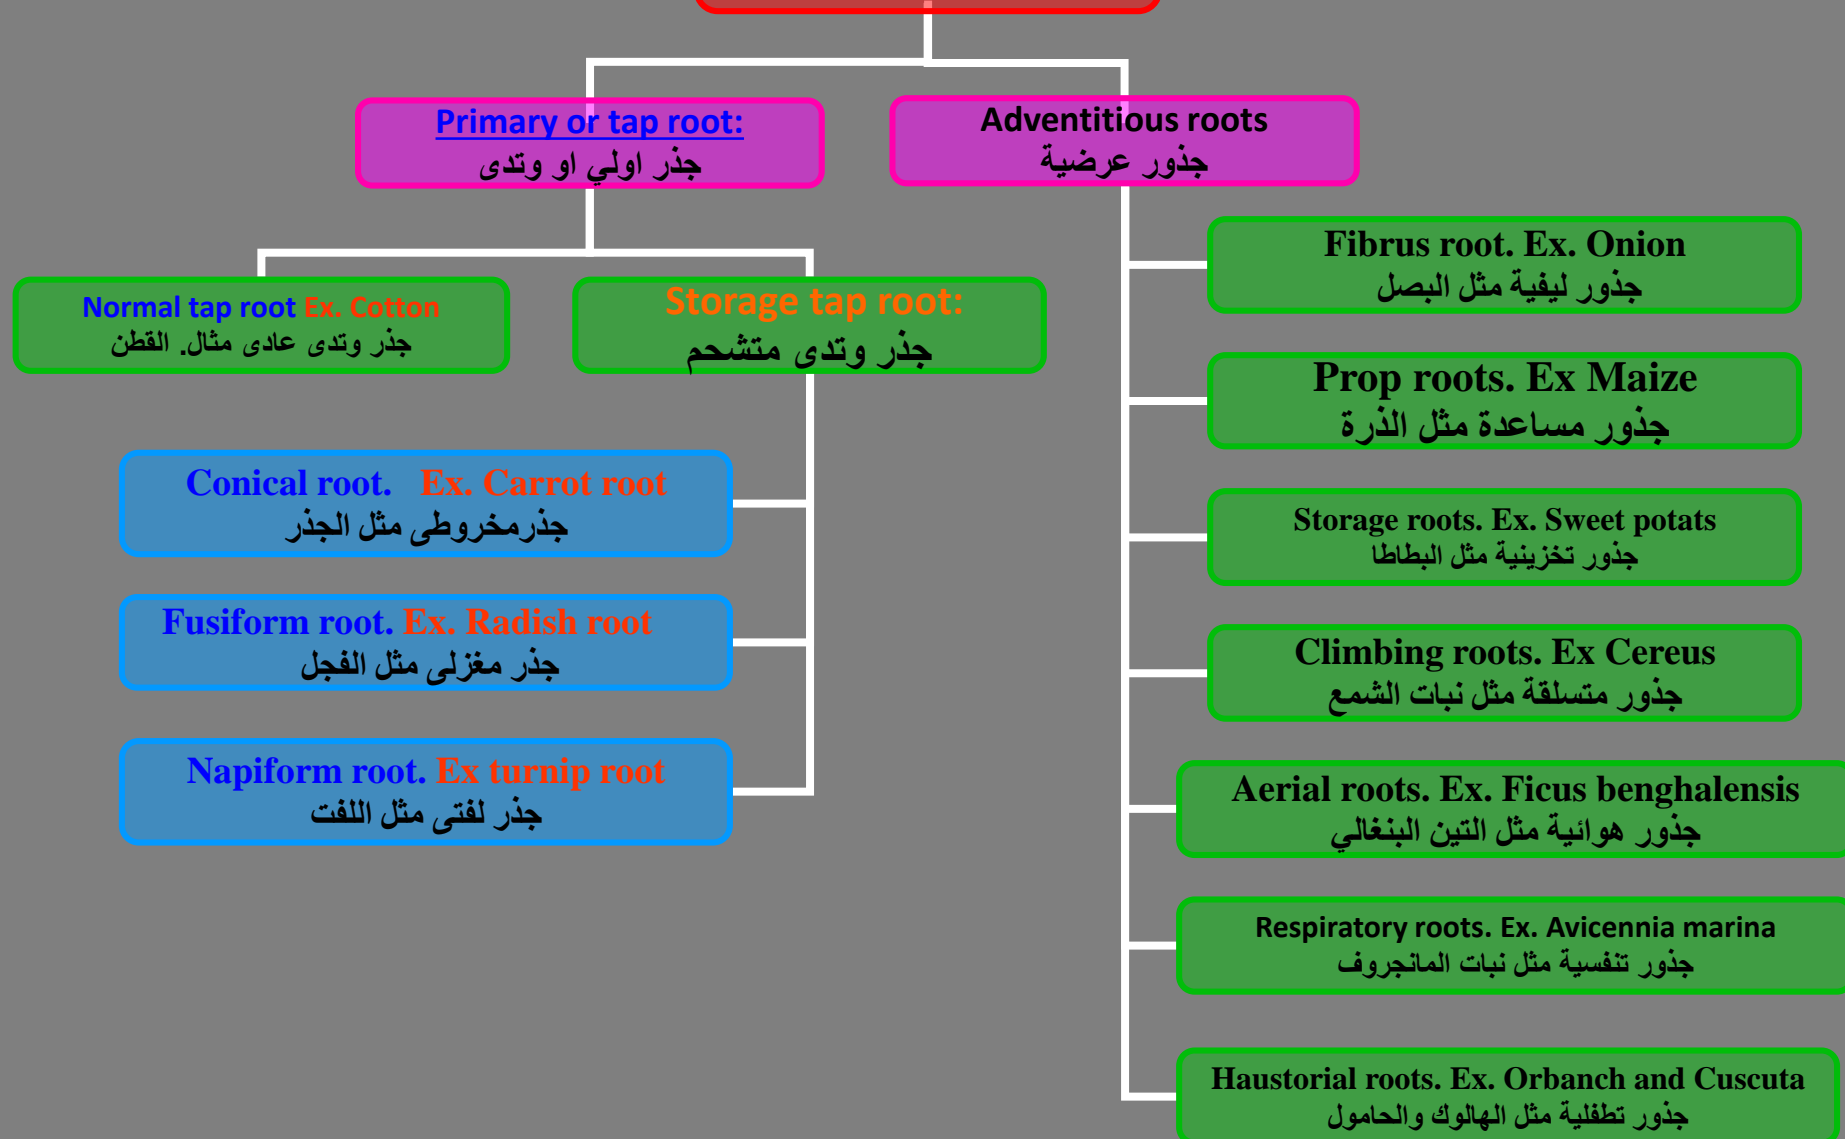 Primary or tap root:
جذر اولي او وتدى
Adventitious roots
جذور عرضية
Normal tap root Ex. Cotton
جذر وتدى عادى مثال. القطن
Storage tap root:
جذر وتدى متشحم
Conical root. Ex. Carrot root
جذرمخروطى مثل الجذر
Fusiform root. Ex. Radish root
جذر مغزلى مثل الفجل
Napiform root. Ex turnip root
جذر لفتى مثل اللفت
Fibrus root. Ex. Onion
جذور ليفية مثل البصل
Prop roots. Ex Maize
جذور مساعدة مثل الذرة
Storage roots. Ex. Sweet potats
جذور تخزينية مثل البطاطا
Climbing roots. Ex Cereus
جذور متسلقة مثل نبات الشمع
Aerial roots. Ex. Ficus benghalensis
جذور هوائية مثل التين البنغالي
Respiratory roots. Ex. Avicennia marina
جذور تنفسية مثل نبات المانجروف
Haustorial roots. Ex. Orbanch and Cuscuta
جذور تطفلية مثل الهالوك والحامول